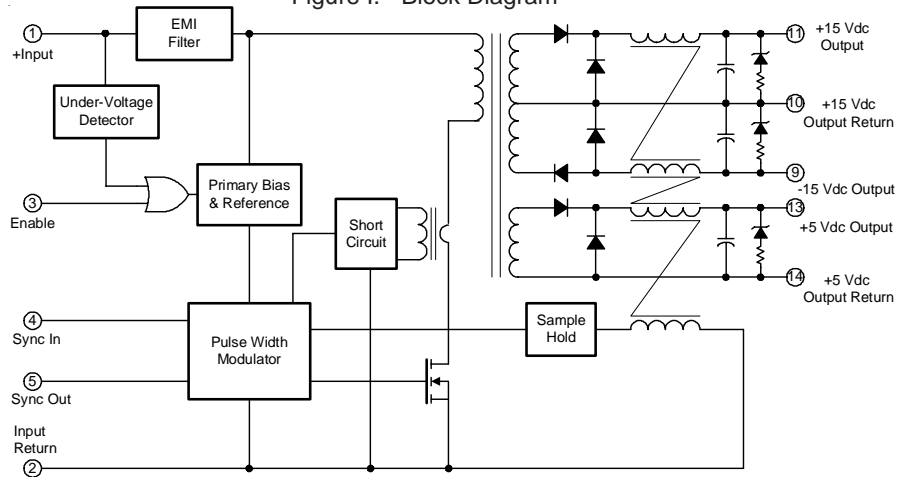 Figure I. Block Diagram
1
+Input
EMI
Filter
Under-Voltage
Detector
3
Enable
Primary Bias
& Reference
Short
Circuit
4
Sync In
5
Sync Out
Pulse Width
Modulator
Sample
Hold
Input
Return
2
11
+15 Vdc
Output
10
+15 Vdc
Output Return
9
-15 Vdc Output
13
+5 Vdc Output
14
+5 Vdc
Output Return